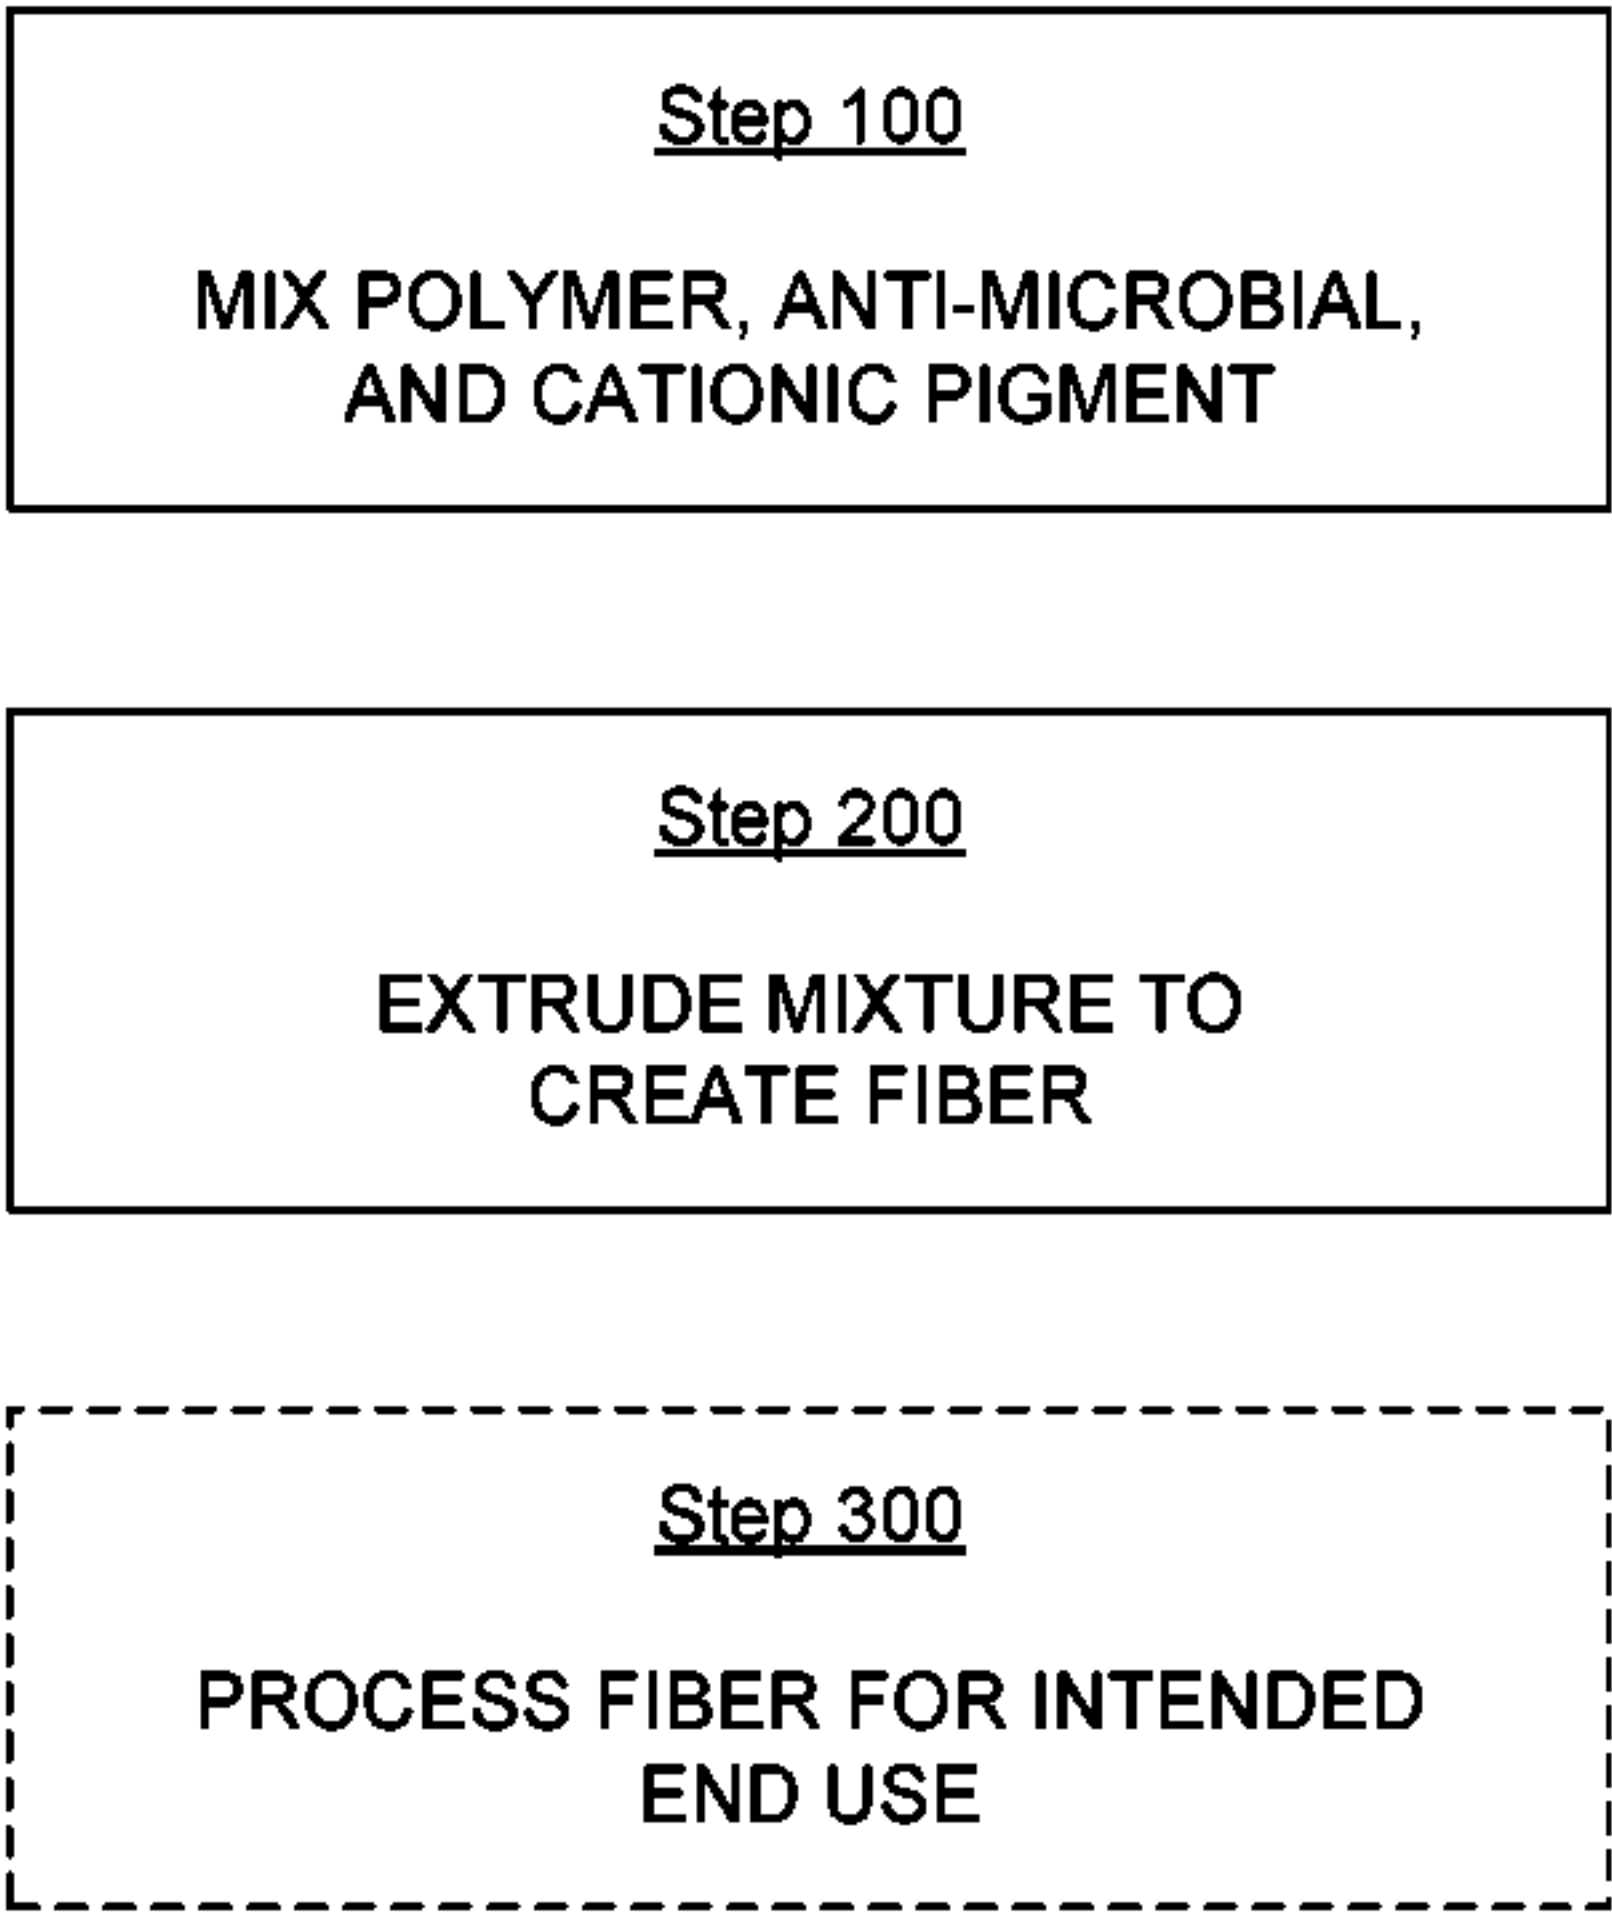 Step 100
MIX POLYMER, ANTI-MICROBIAL,
AND CATIONIC PIGMENT
Step 200
EXTRUDE MIXTURE TO
CREATE FIBER
Step 300
PROCESS FIBER FOR INTENDED
END USE